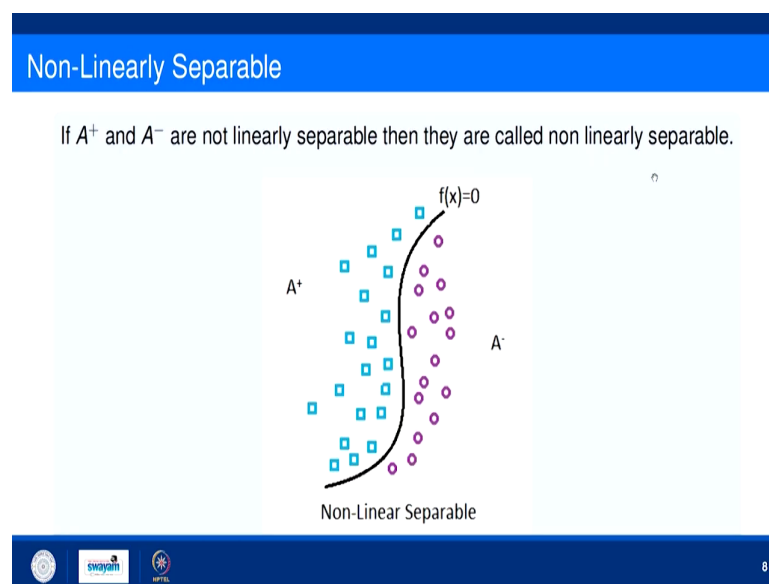 Non-Linearly Separable
If A⁺ and A⁻ are not linearly separable then they are called non linearly separable.
f(x)=0
A⁺
A⁻
Non-Linear Separable
swayam
NPTEL
8